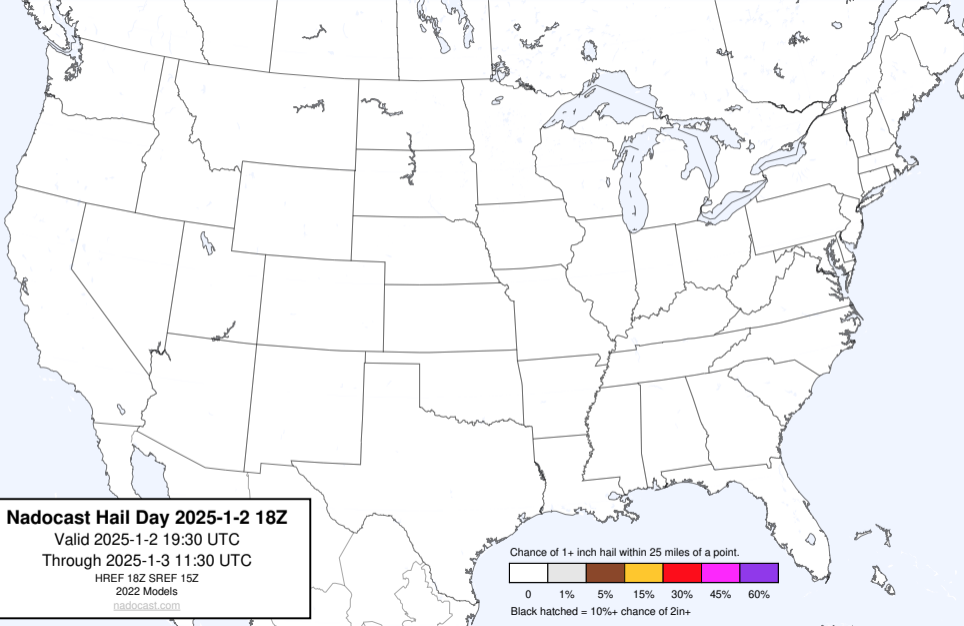 Nadocast Hail Day 2025-1-2 18Z
Valid 2025-1-2 19:30 UTC
Through 2025-1-3 11:30 UTC
HREF 18Z SREF 15Z
2022 Models
nadocast.com
Chance of 1+ inch hail within 25 miles of a point.
0 1% 5% 15% 30% 45% 60%
Black hatched = 10%+ chance of 2in+